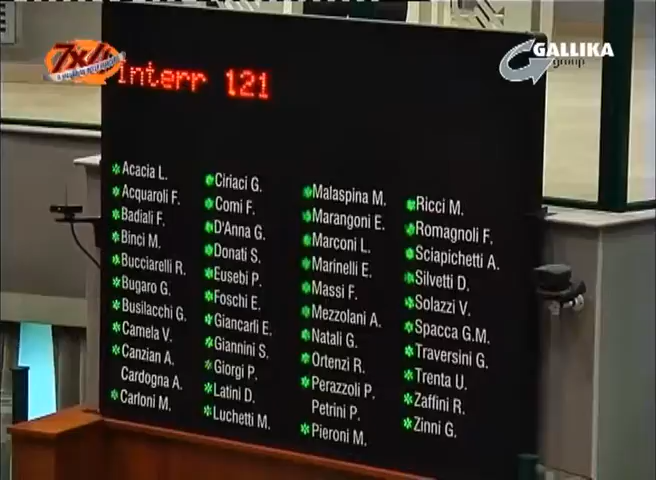 7x4
GALLIKA
group
Interr 121
Acacia L.
Acquaroli F.
Badiali F.
Binci M.
Bucciarelli R.
Bugaro G.
Busilacchi G.
Camela V.
Canzian A.
Cardogna A.
Carloni M.
Ciriaci G.
Comi F.
D'Anna G.
Donati S.
Eusebi P.
Foschi E.
Giancarli E.
Giannini S.
Giorgi P.
Latini D.
Luchetti M.
Malaspina M.
Marangoni E.
Marconi L.
Marinelli E.
Massi F.
Mezzolani A.
Natali G.
Ortenzi R.
Perazzoli P.
Petrini P.
Pieroni M.
Ricci M.
Romagnoli F.
Sciapichetti A.
Silvetti D.
Solazzi V.
Spacca G.M.
Traversini G.
Trenta U.
Zaffini R.
Zinni G.